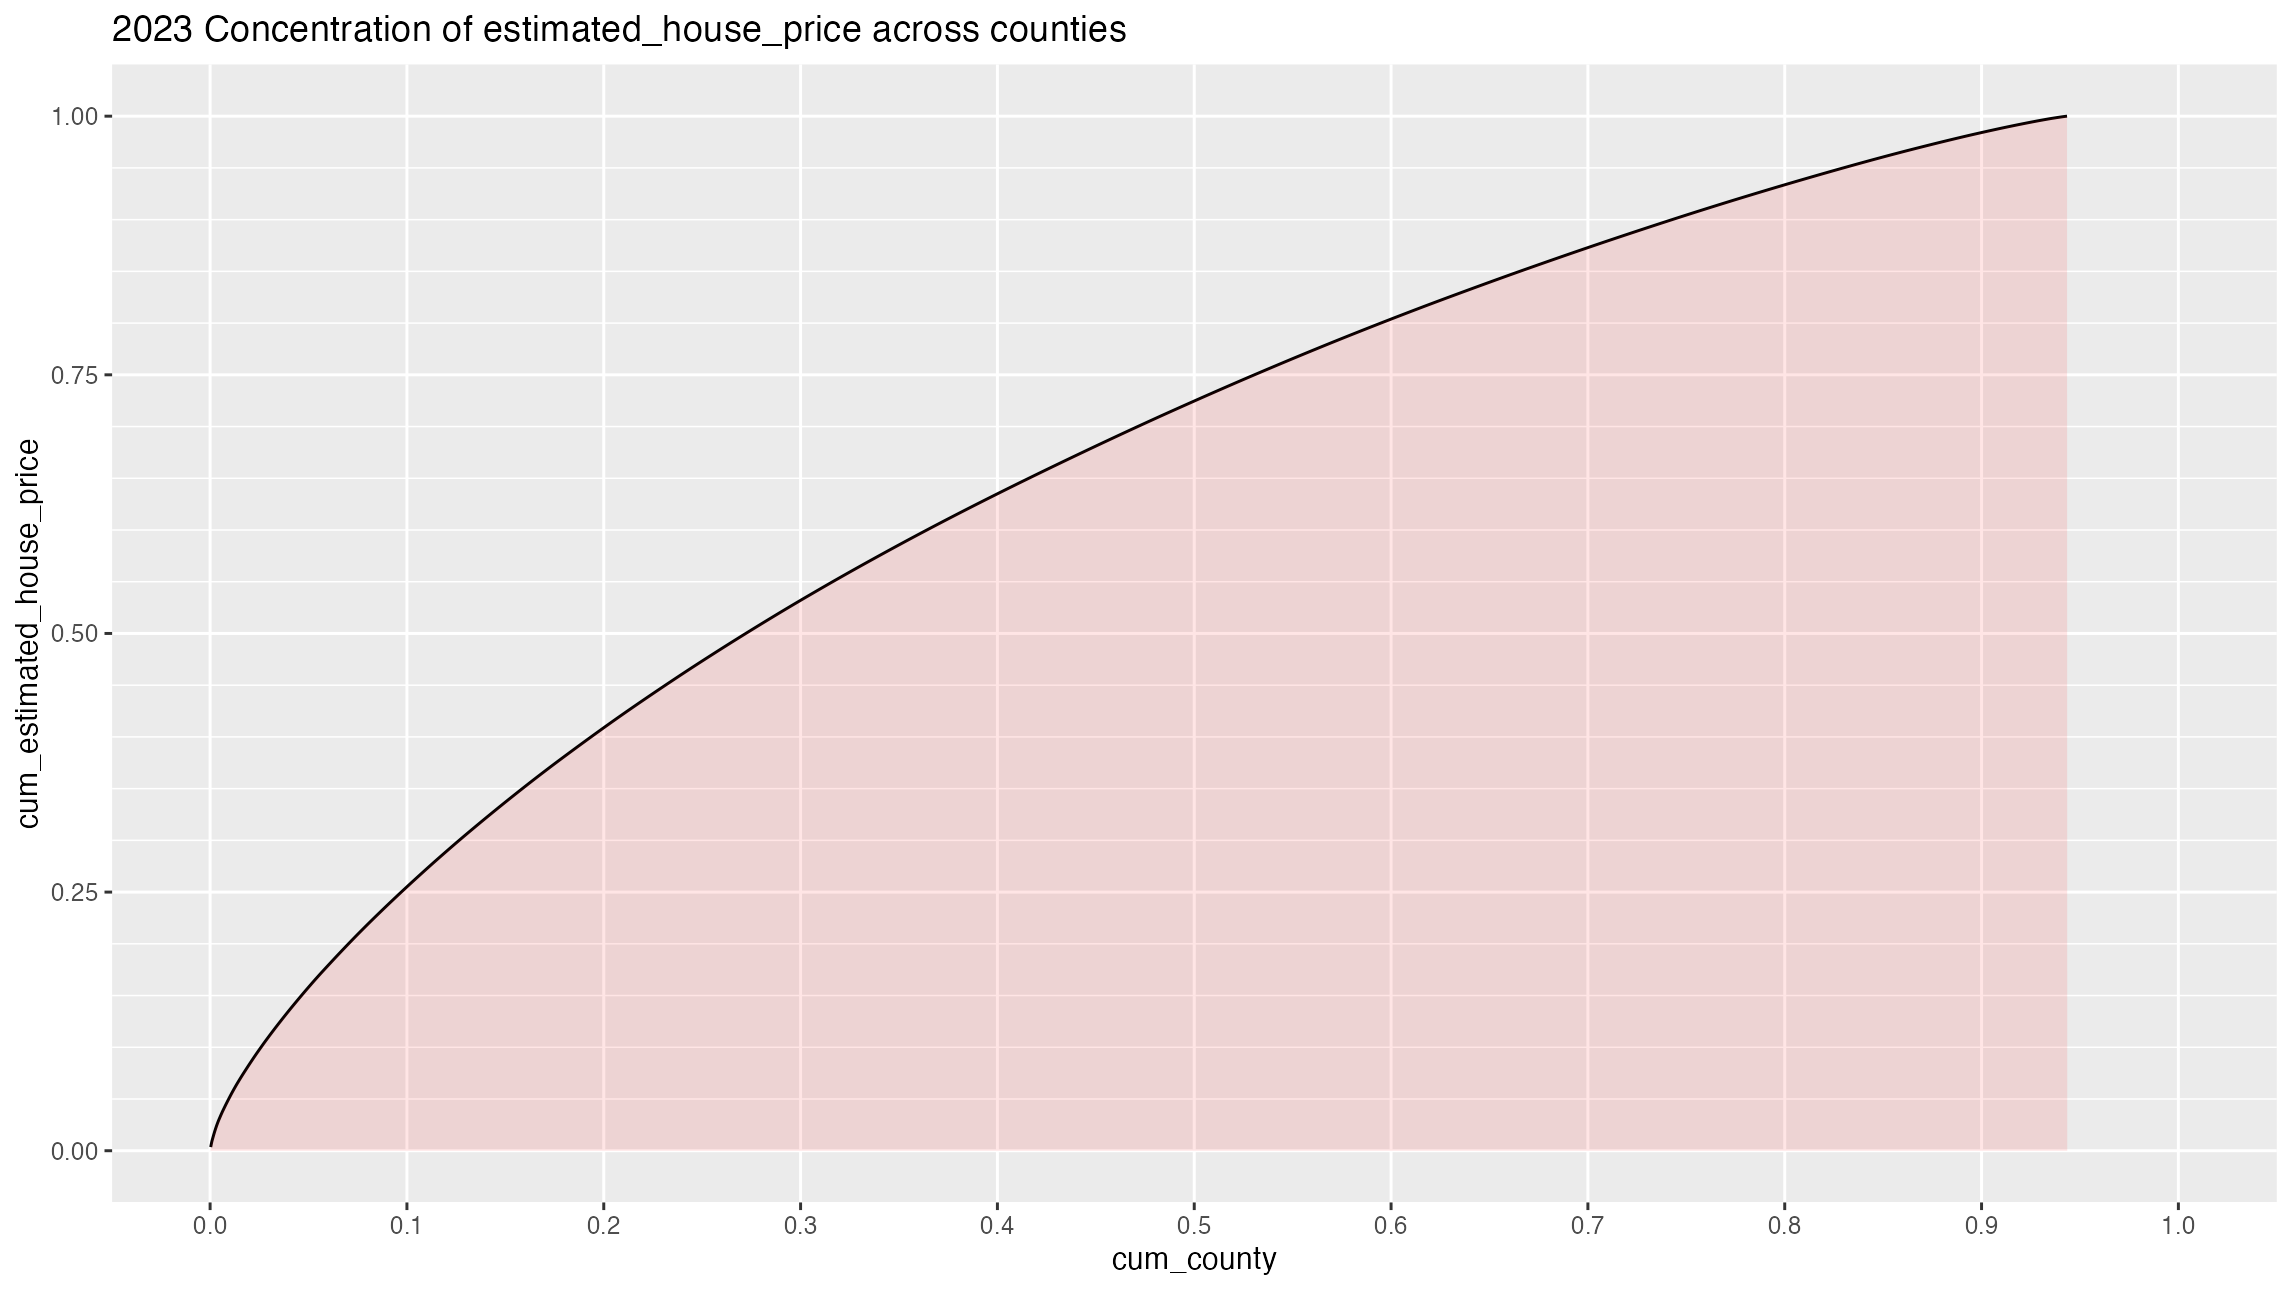 2023 Concentration of estimated_house_price across counties
cum_estimated_house_price
1.00
0.75
0.50
0.25
0.00
0.0 0.1 0.2 0.3 0.4 0.5 0.6 0.7 0.8 0.9 1.0
cum_county